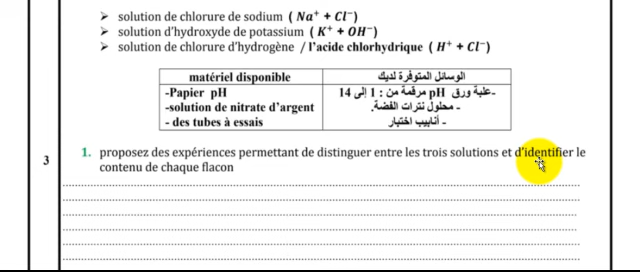 ➤ solution de chlorure de sodium ( Na⁺ + Cl⁻)
➤ solution d'hydroxyde de potassium ( K⁺ + OH⁻)
➤ solution de chlorure d'hydrogène / l'acide chlorhydrique ( H⁺ + Cl⁻)
matériel disponible
الوسائل المتوفرة لديك
-Papier pH
-علبة ورق pH مرقمة من : 1 إلى 14
-solution de nitrate d'argent
- محلول نترات الفضة.
- des tubes à essais
- أنابيب اختبار
3
1. proposez des expériences permettant de distinguer entre les trois solutions et d'identifier le
contenu de chaque flacon